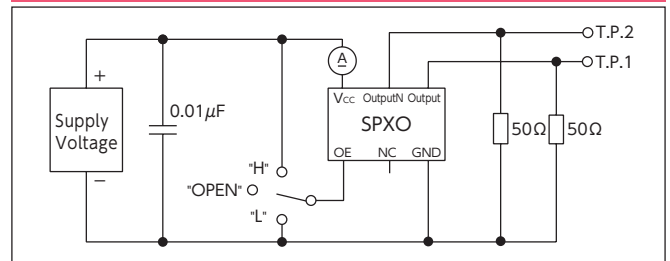 T.P.2
A
T.P.1
+
0.01μF
Vcc OutputN Output
Supply
Voltage
SPXO
50Ω 50Ω
OE NC GND
"H"
−
"OPEN"
"L"